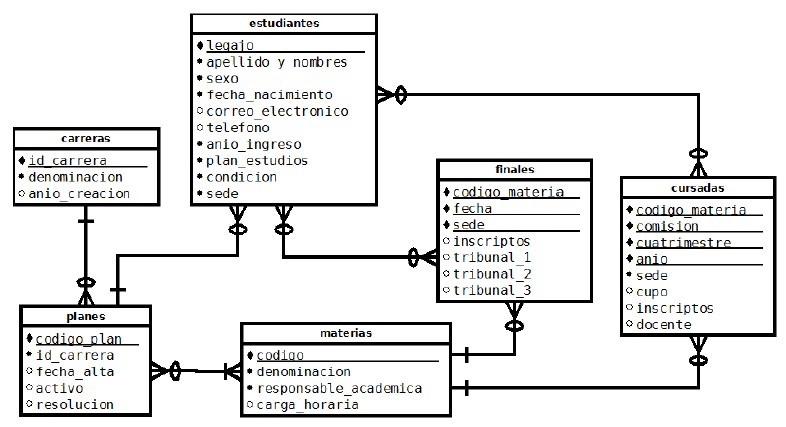 estudiantes
legajo
apellido y nombres
sexo
fecha_nacimiento
correo_electronico
telefono
anio_ingreso
plan_estudios
condicion
sede
carreras
id_carrera
denominacion
anio_creacion
finales
codigo_materia
fecha
sede
inscriptos
tribunal_1
tribunal_2
tribunal_3
cursadas
codigo_materia
comision
cuatrimestre
anio
sede
cupo
inscriptos
docente
planes
codigo_plan
id_carrera
fecha_alta
activo
resolucion
materias
codigo
denominacion
responsable_academica
carga_horaria